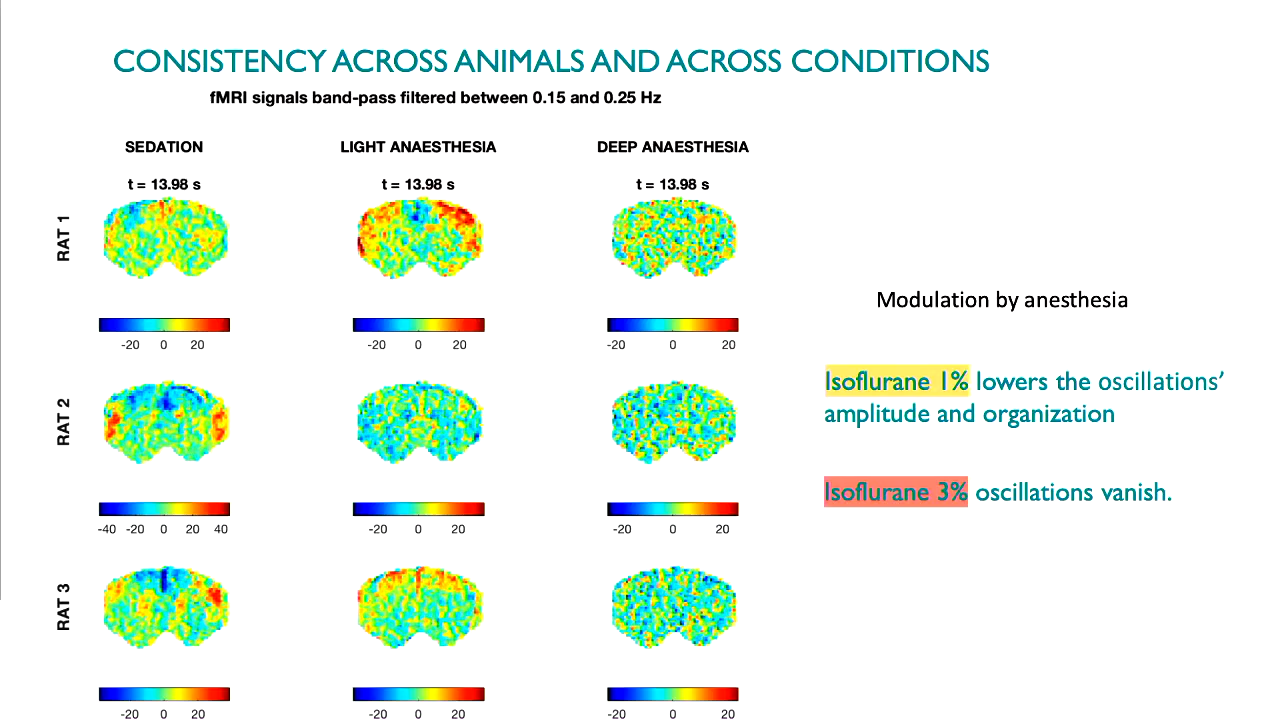 CONSISTENCY ACROSS ANIMALS AND ACROSS CONDITIONS
fMRI signals band-pass filtered between 0.15 and 0.25 Hz
SEDATION LIGHT ANAESTHESIA DEEP ANAESTHESIA
t = 13.98 s t = 13.98 s t = 13.98 s
RAT 1
-20 0 20 -20 0 20 -20 0 20
RAT 2
-40 -20 0 20 40 -20 0 20 -20 0 20
RAT 3
-20 0 20 -20 0 20 -20 0 20
Modulation by anesthesia
Isoflurane 1% lowers the oscillations’
amplitude and organization
Isoflurane 3% oscillations vanish.